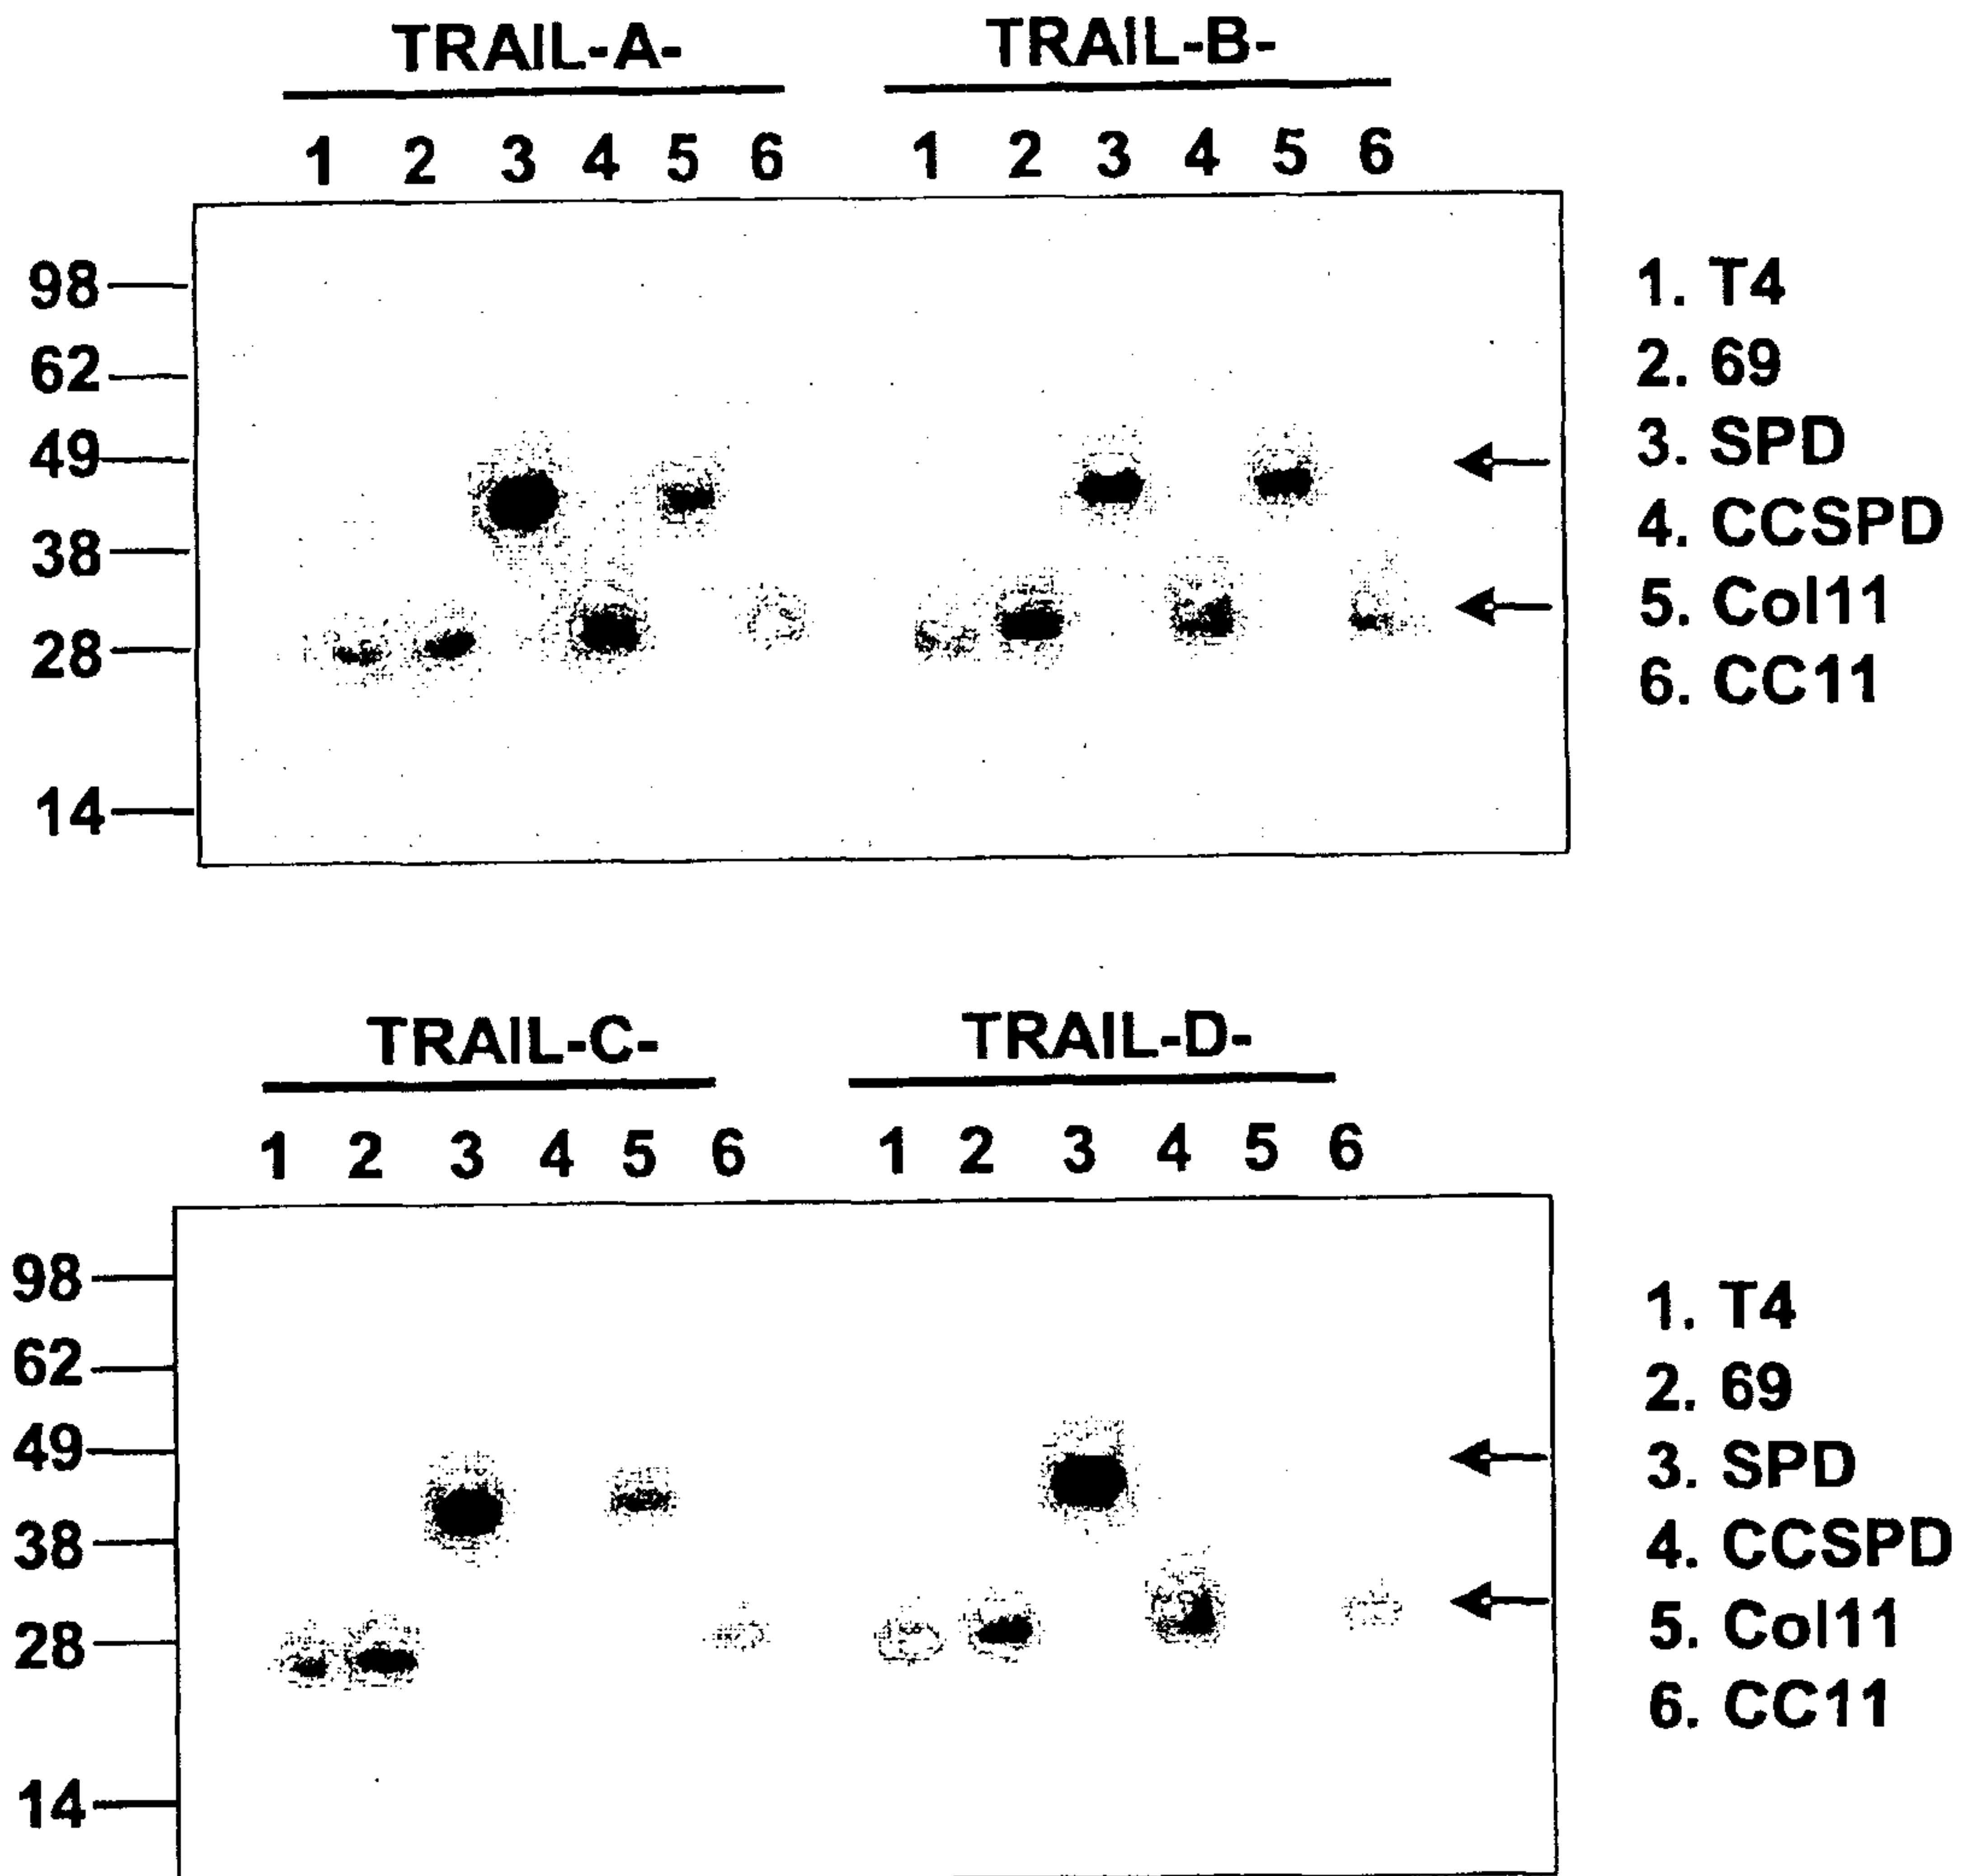 TRAIL-A- TRAIL-B-
1 2 3 4 5 6 1 2 3 4 5 6
98
62
49
38
28
14
1. T4
2. 69
3. SPD
4. CCSPD
5. Col11
6. CC11
TRAIL-C- TRAIL-D-
1 2 3 4 5 6 1 2 3 4 5 6
98
62
49
38
28
14
1. T4
2. 69
3. SPD
4. CCSPD
5. Col11
6. CC11